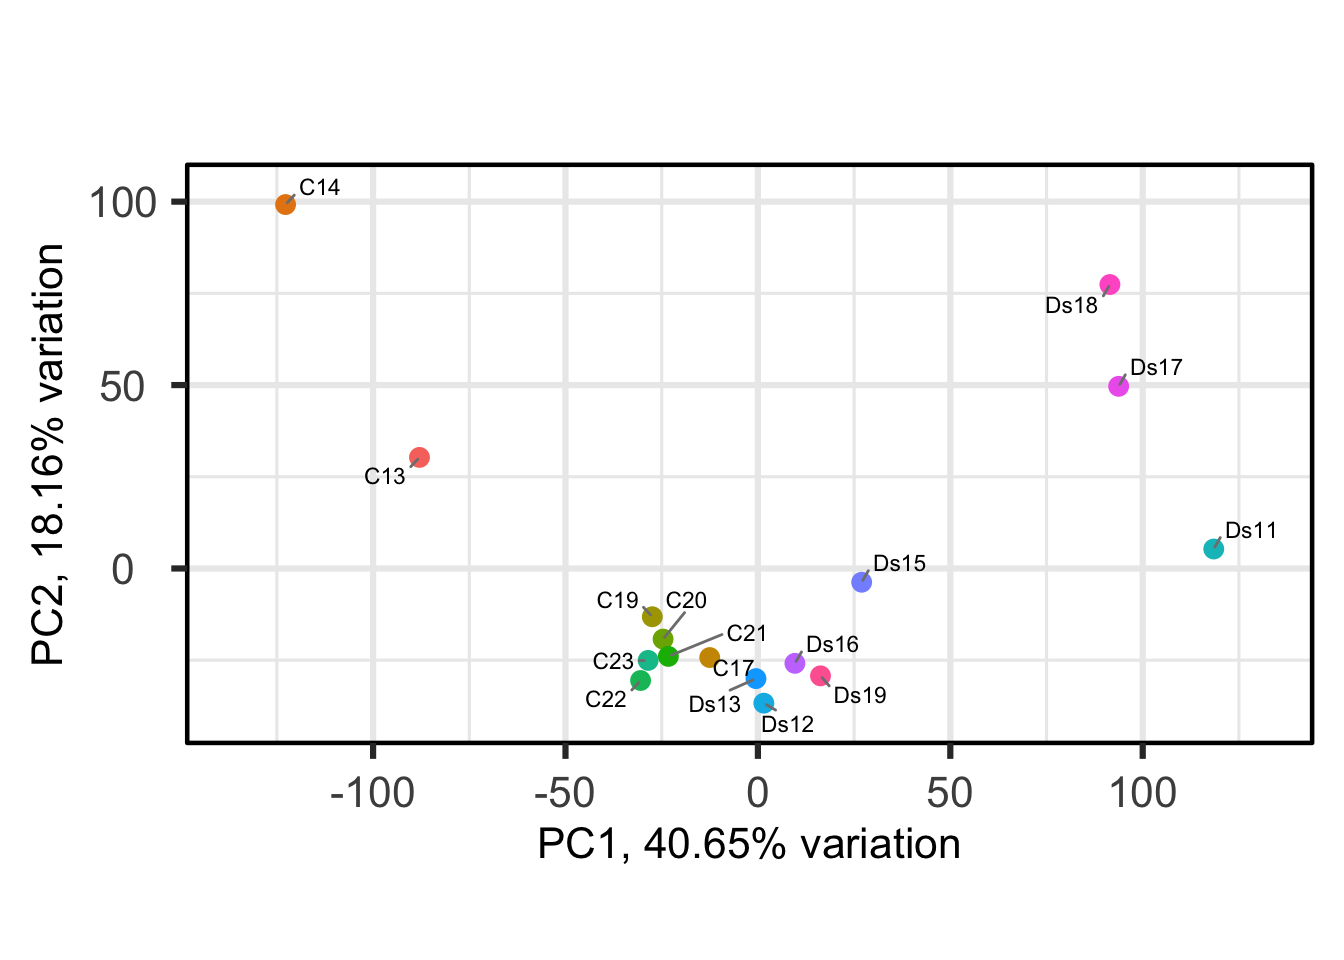 C14
100
Ds18
Ds17
50
C13
Ds11
Ds15
0
C19
C20
C21
Ds16
C23
C17
C22
Ds13
Ds19
Ds12
-100
-50
0
50
100
PC1, 40.65% variation
PC2, 18.16% variation